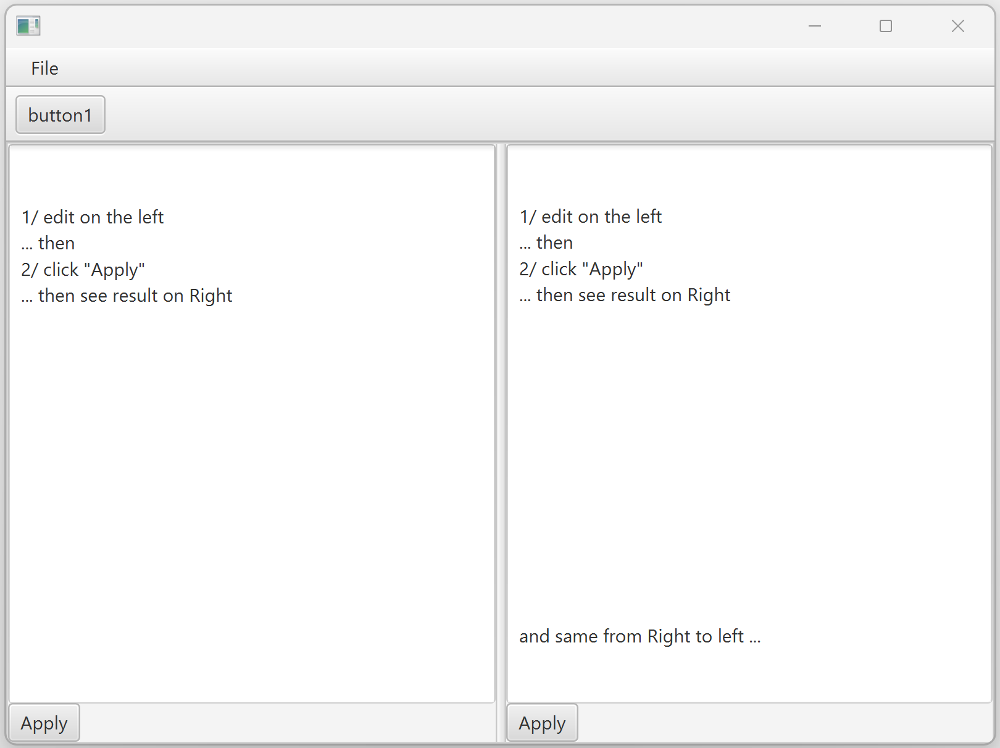 File
button1
1/ edit on the left
... then
2/ click "Apply"
... then see result on Right
Apply
1/ edit on the left
... then
2/ click "Apply"
... then see result on Right
and same from Right to left ...
Apply